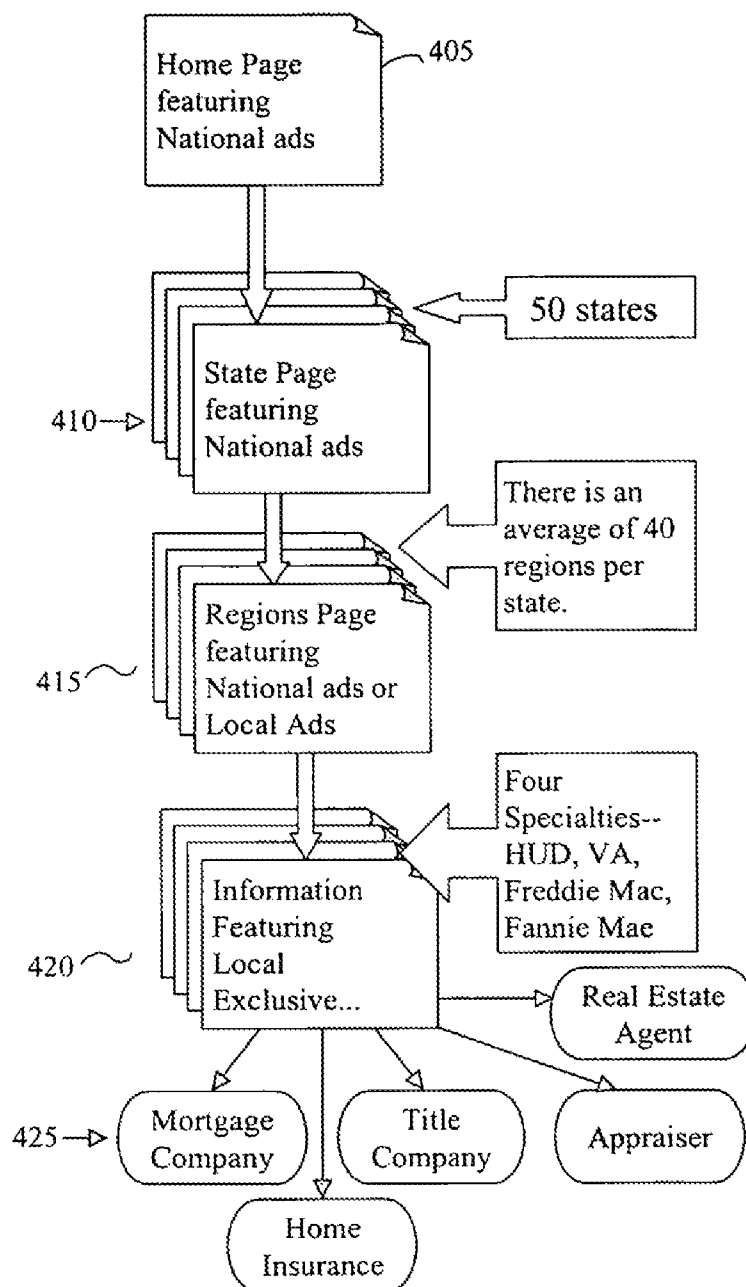 Home Page
featuring
National ads
405
50 states
State Page
featuring
National ads
410
There is an
average of 40
regions per
state.
Regions Page
featuring
National ads or
Local Ads
415
Four
Specialties--
HUD, VA,
Freddie Mac,
Fannie Mae
Information
Featuring
Local
Exclusive...
420
Real Estate
Agent
425
Mortgage
Company
Title
Company
Appraiser
Home
Insurance